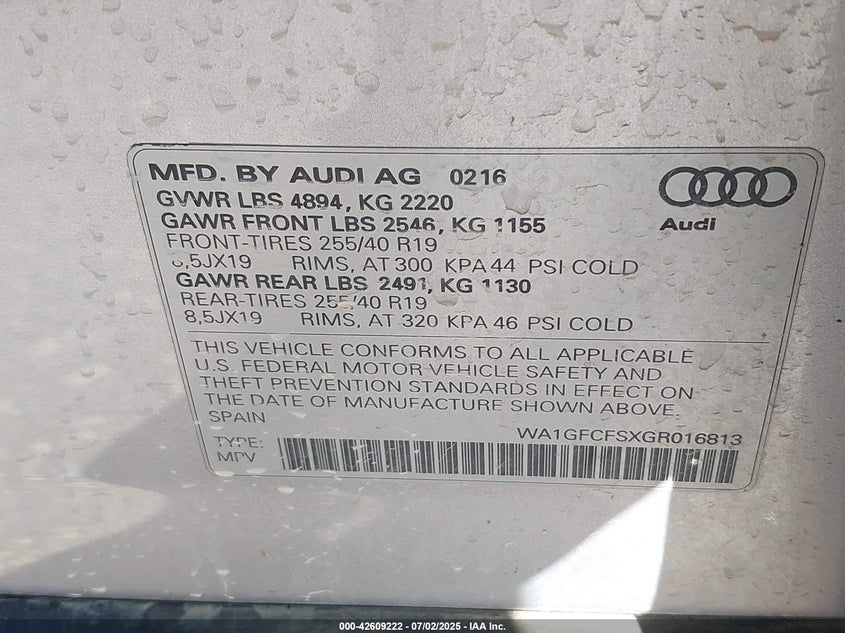 MFD. BY AUDI AG 0216
GVWR LBS 4894, KG 2220
GAWR FRONT LBS 2546, KG 1155
FRONT-TIRES 255/40 R19
8,5JX19 RIMS, AT 300 KPA 44 PSI COLD
GAWR REAR LBS 2491, KG 1130
REAR-TIRES 255/40 R19
8,5JX19 RIMS, AT 320 KPA 46 PSI COLD
Audi
THIS VEHICLE CONFORMS TO ALL APPLICABLE
U.S. FEDERAL MOTOR VEHICLE SAFETY AND
THEFT PREVENTION STANDARDS IN EFFECT ON
THE DATE OF MANUFACTURE SHOWN ABOVE.
SPAIN
WA1GFCFSXGR016813
TYPE:
MPV
000-42609222 - 07/02/2025 - IAA Inc.